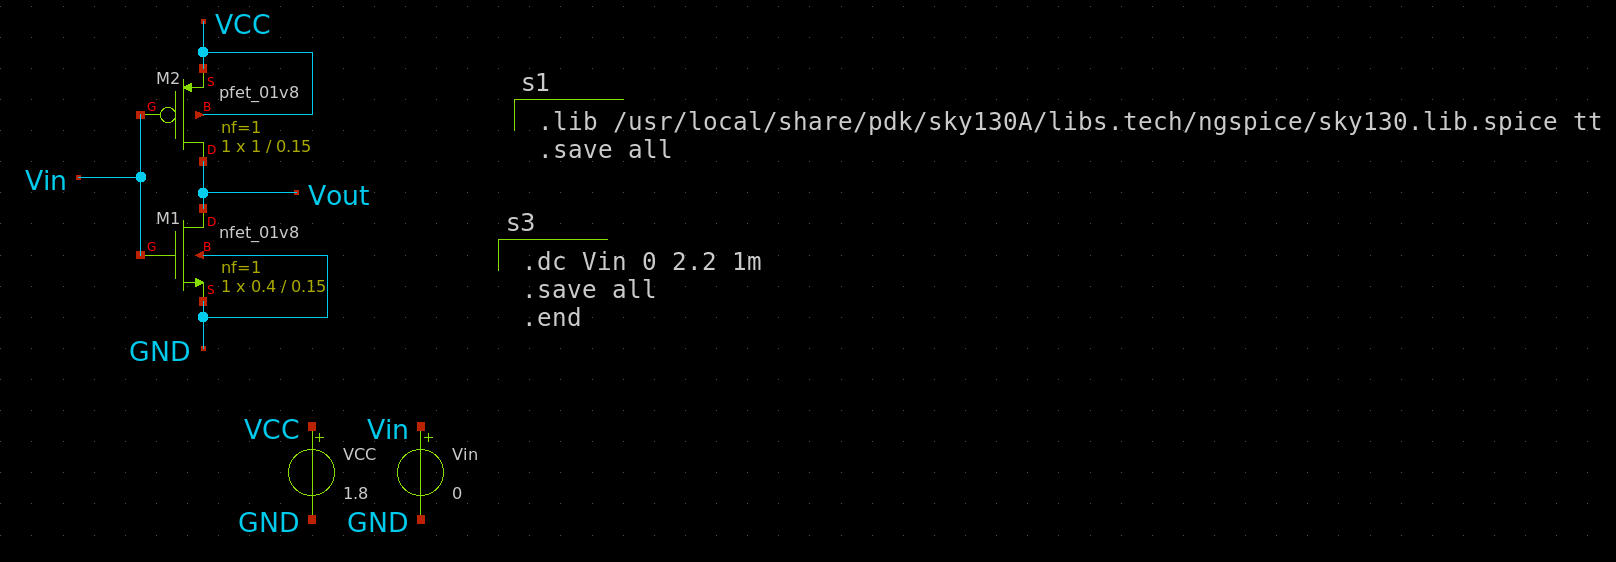 VCC
M2
S
pfet_01v8
G
B
nf=1
1 x 1 / 0.15
D
Vin
Vout
M1
D
nfet_01v8
G
B
nf=1
1 x 0.4 / 0.15
S
GND
s1
.lib /usr/local/share/pdk/sky130A/libs.tech/ngspice/sky130.lib.spice tt
.save all
s3
.dc Vin 0 2.2 1m
.save all
.end
VCC
+
VCC
1.8
GND
Vin
+
Vin
0
GND